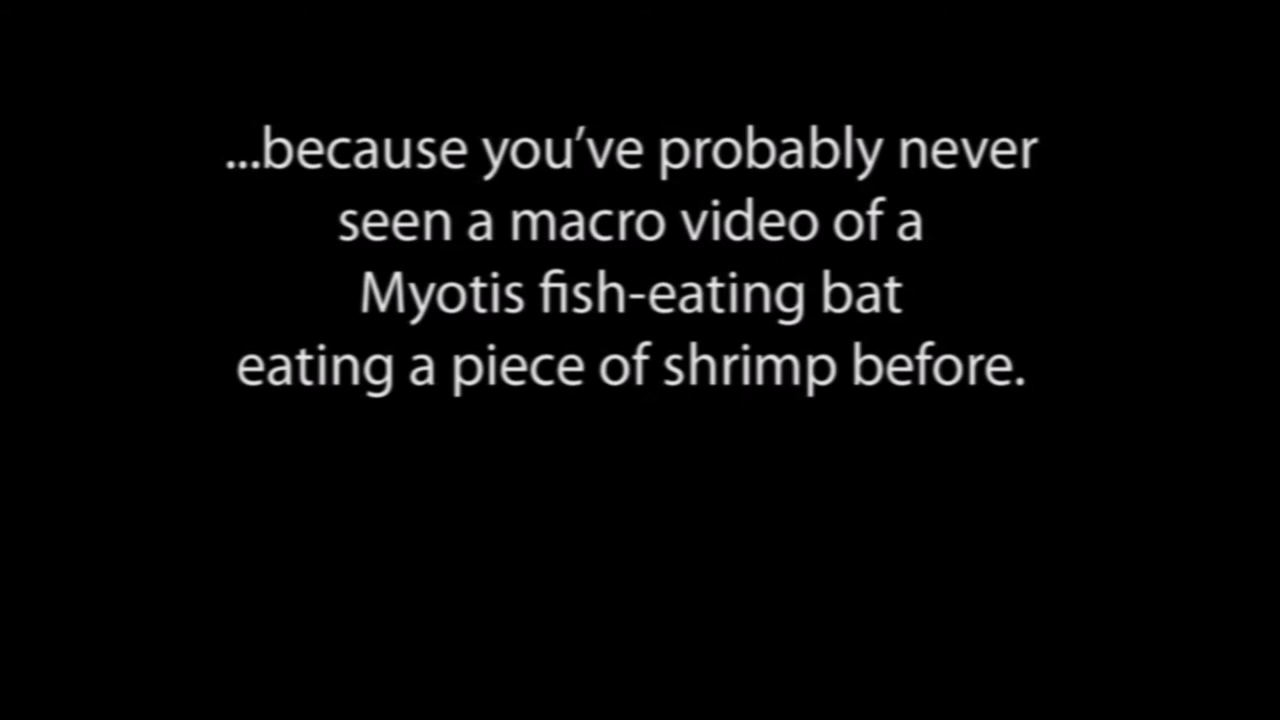 ...because you’ve probably never
seen a macro video of a
Myotis fish-eating bat
eating a piece of shrimp before.